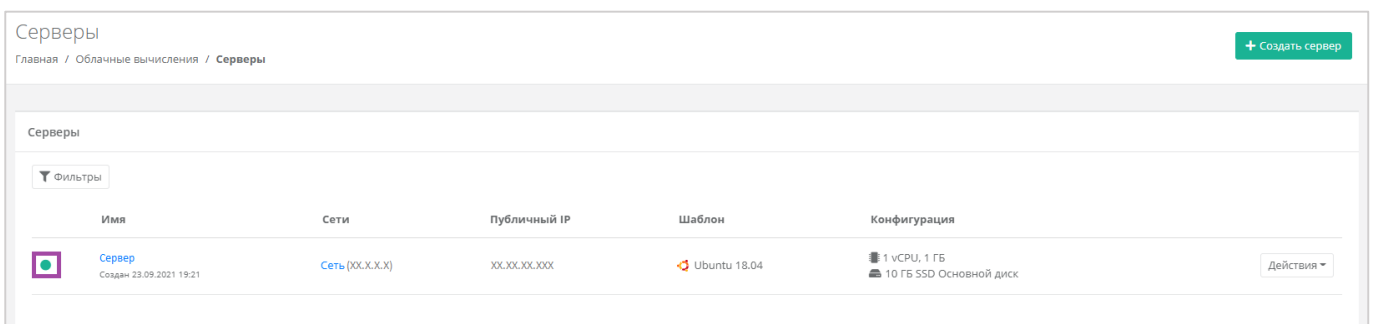 Серверы
Главная / Облачные вычисления / Серверы
+ Создать сервер
Серверы
Фильтры
Имя Сети Публичный IP Шаблон Конфигурация
Сервер Сеть (XX.X.X.X) XX.XX.XX.XXX Ubuntu 18.04 1 vCPU, 1 ГБ Действия
Создан 23.09.2021 19:21 10 ГБ SSD Основной диск